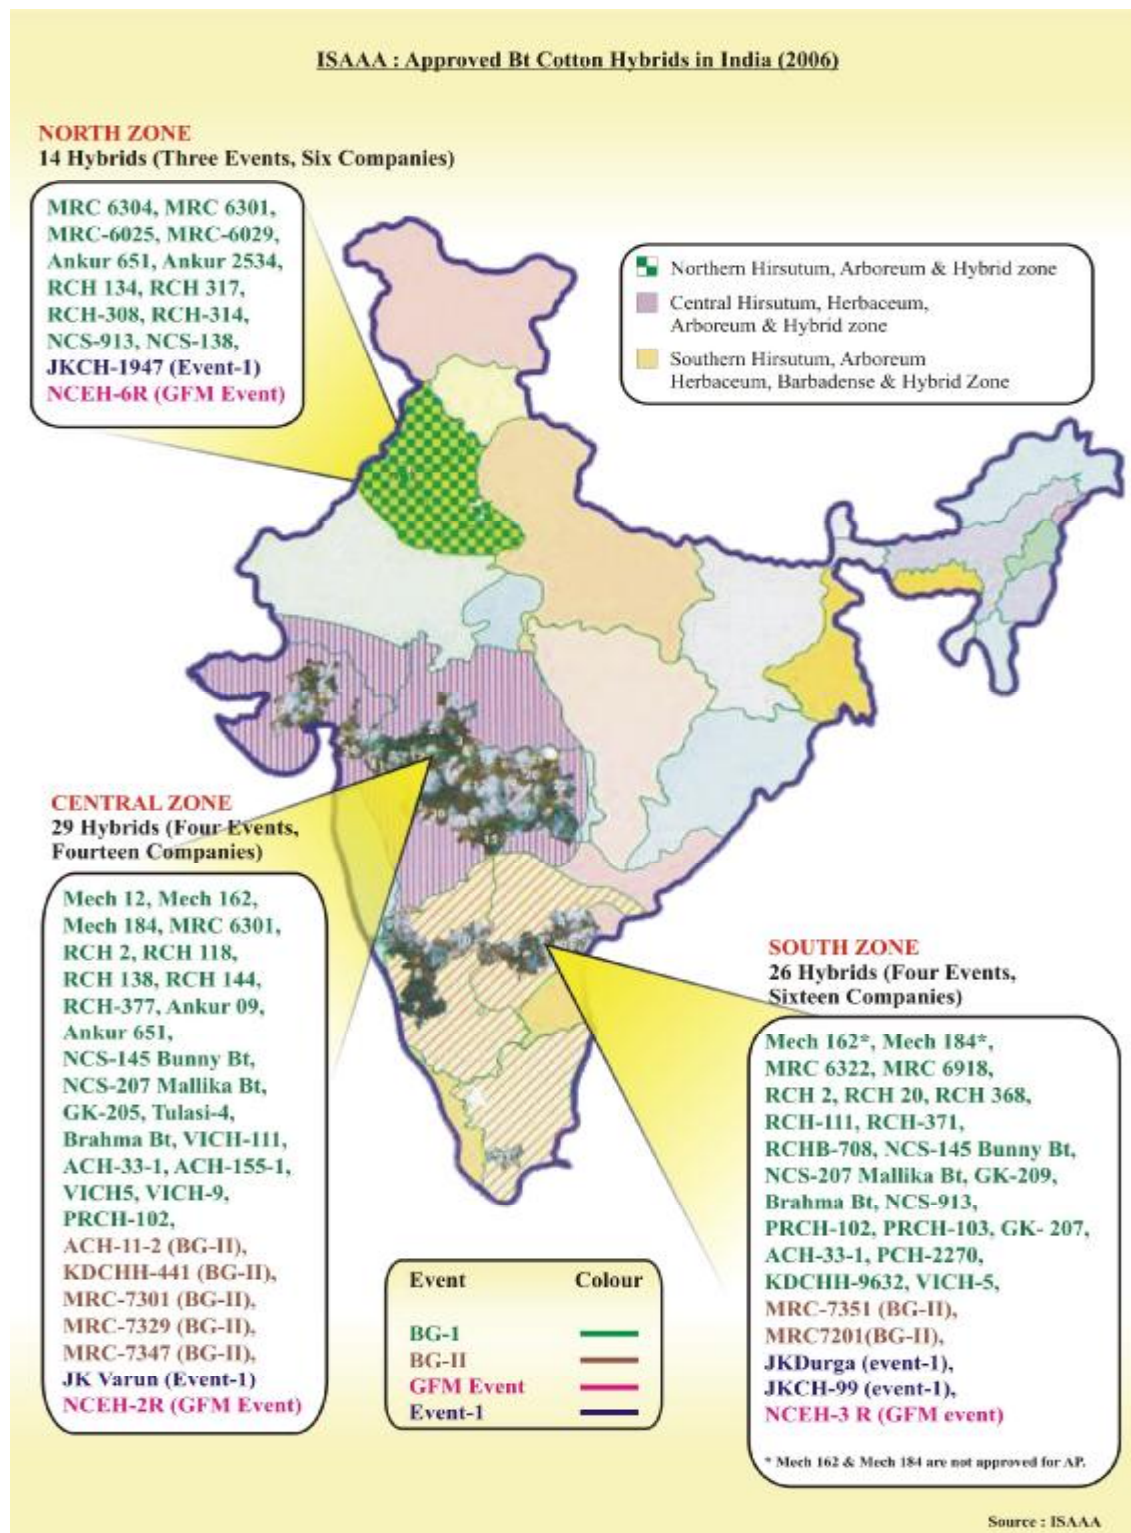 ISAAA : Approved Bt Cotton Hybrids in India (2006)
NORTH ZONE
14 Hybrids (Three Events, Six Companies)
MRC 6304, MRC 6301,
MRC-6025, MRC-6029,
Ankur 651, Ankur 2534,
RCH 134, RCH 317,
RCH-308, RCH-314,
NCS-913, NCS-138,
JKCH-1947 (Event-1)
NCEH-6R (GFM Event)
Northern Hirsutum, Arboreum & Hybrid zone
Central Hirsutum, Herbaceum,
Arboreum & Hybrid zone
Southern Hirsutum, Arboreum
Herbaceum, Barbadense & Hybrid Zone
CENTRAL ZONE
29 Hybrids (Four Events,
Fourteen Companies)
Mech 12, Mech 162,
Mech 184, MRC 6301,
RCH 2, RCH 118,
RCH 138, RCH 144,
RCH-377, Ankur 09,
Ankur 651,
NCS-145 Bunny Bt,
NCS-207 Mallika Bt,
GK-205, Tulasi-4,
Brahma Bt, VICH-111,
ACH-33-1, ACH-155-1,
VICH5, VICH-9,
PRCH-102,
ACH-11-2 (BG-II),
KDCHH-441 (BG-II),
MRC-7301 (BG-II),
MRC-7329 (BG-II),
MRC-7347 (BG-II),
JK Varun (Event-1)
NCEH-2R (GFM Event)
SOUTH ZONE
26 Hybrids (Four Events,
Sixteen Companies)
Mech 162*, Mech 184*,
MRC 6322, MRC 6918,
RCH 2, RCH 20, RCH 368,
RCH-111, RCH-371,
RCHB-708, NCS-145 Bunny Bt,
NCS-207 Mallika Bt, GK-209,
Brahma Bt, NCS-913,
PRCH-102, PRCH-103, GK- 207,
ACH-33-1, PCH-2270,
KDCHH-9632, VICH-5,
MRC-7351 (BG-II),
MRC7201(BG-II),
JKDurga (event-1),
JKCH-99 (event-1),
NCEH-3 R (GFM event)
* Mech 162 & Mech 184 are not approved for AP.
Event Colour
BG-1
BG-II
GFM Event
Event-1
Source : ISAAA